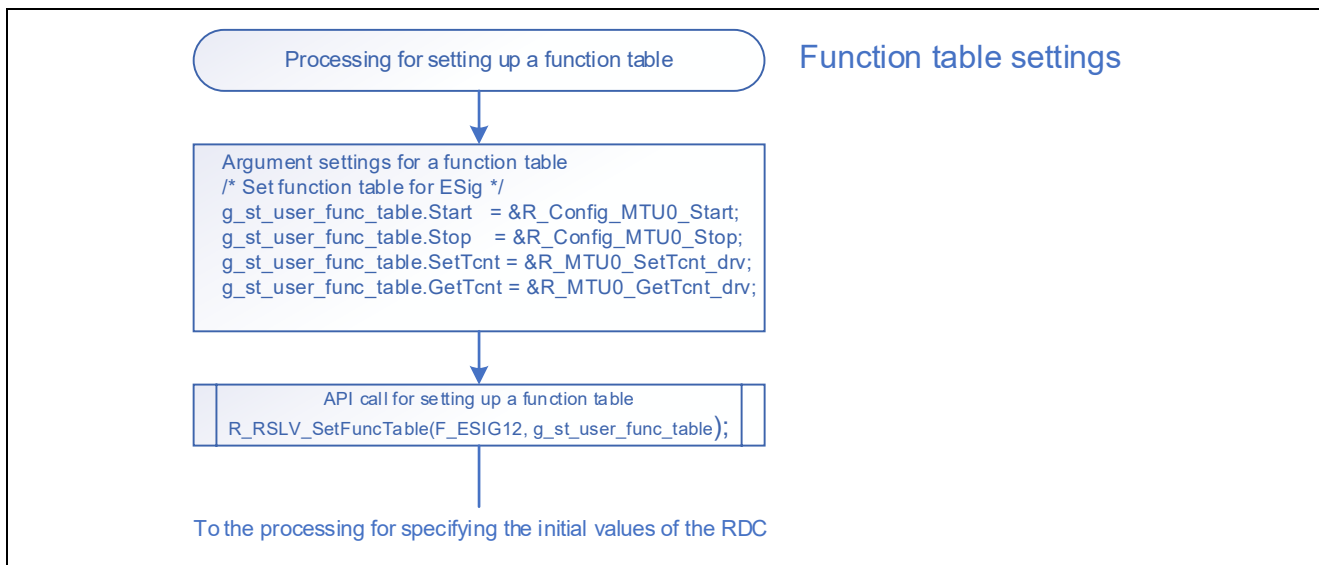 Processing for setting up a function table
Function table settings
Argument settings for a function table
/* Set function table for ESig */
g_st_user_func_table.Start = &R_Config_MTU0_Start;
g_st_user_func_table.Stop = &R_Config_MTU0_Stop;
g_st_user_func_table.SetTcnt = &R_MTU0_SetTcnt_drv;
g_st_user_func_table.GetTcnt = &R_MTU0_GetTcnt_drv;
API call for setting up a function table
R_RSLV_SetFuncTable(F_ESIG12, g_st_user_func_table);
To the processing for specifying the initial values of the RDC